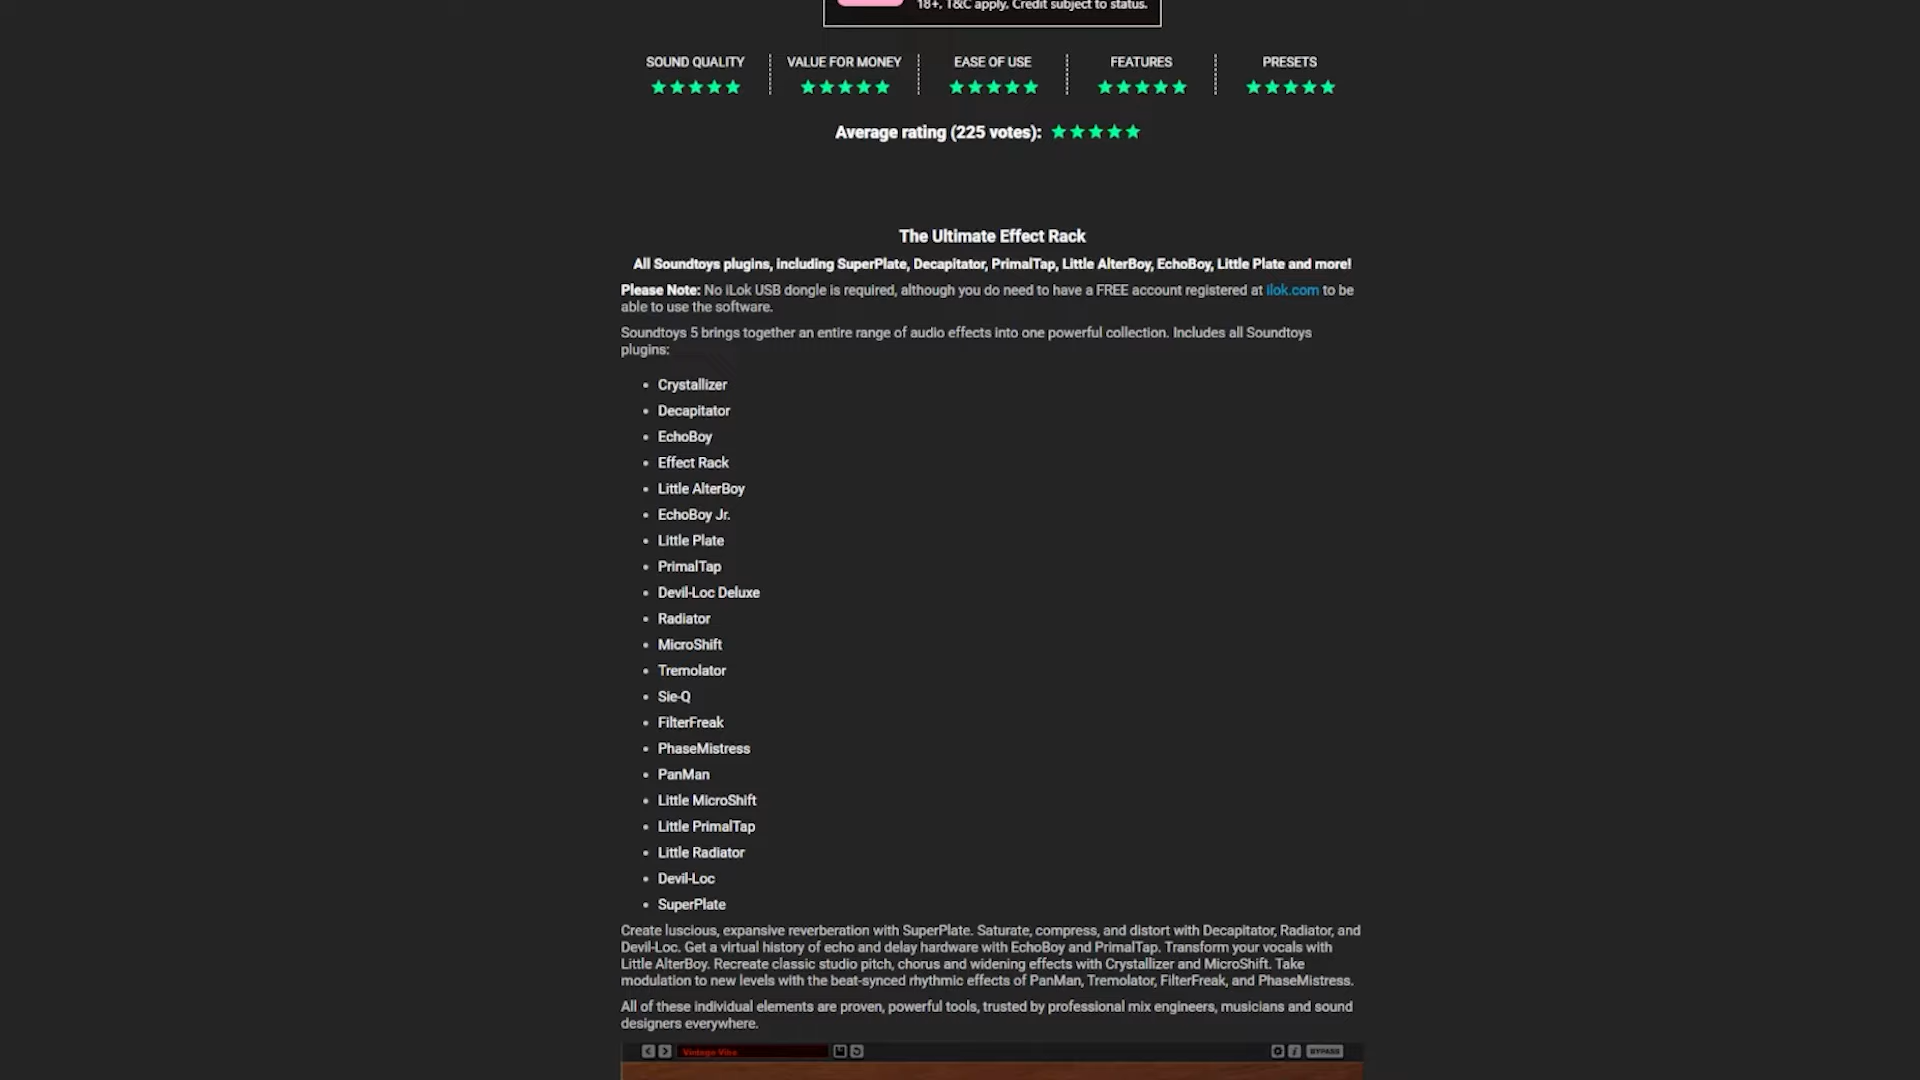 18+, T&C apply, Credit subject to status.
SOUND QUALITY VALUE FOR MONEY EASE OF USE FEATURES PRESETS
Average rating (225 votes):
The Ultimate Effect Rack
All Soundtoys plugins, including SuperPlate, Decapitator, PrimalTap, Little AlterBoy, EchoBoy, Little Plate and more!
Please Note: No iLok USB dongle is required, although you do need to have a FREE account registered at ilok.com to be
able to use the software.
Soundtoys 5 brings together an entire range of audio effects into one powerful collection. Includes all Soundtoys
plugins:
• Crystallizer
• Decapitator
• EchoBoy
• Effect Rack
• Little AlterBoy
• EchoBoy Jr.
• Little Plate
• PrimalTap
• Devil-Loc Deluxe
• Radiator
• MicroShift
• Tremolator
• Sie-Q
• FilterFreak
• PhaseMistress
• PanMan
• Little MicroShift
• Little PrimalTap
• Little Radiator
• Devil-Loc
• SuperPlate
Create luscious, expansive reverberation with SuperPlate. Saturate, compress, and distort with Decapitator, Radiator, and
Devil-Loc. Get a virtual history of echo and delay hardware with EchoBoy and PrimalTap. Transform your vocals with
Little AlterBoy. Recreate classic studio pitch, chorus and widening effects with Crystallizer and MicroShift. Take
modulation to new levels with the beat-synced rhythmic effects of PanMan, Tremolator, FilterFreak, and PhaseMistress.
All of these individual elements are proven, powerful tools, trusted by professional mix engineers, musicians and sound
designers everywhere.
Vintage Vibe BYPASS